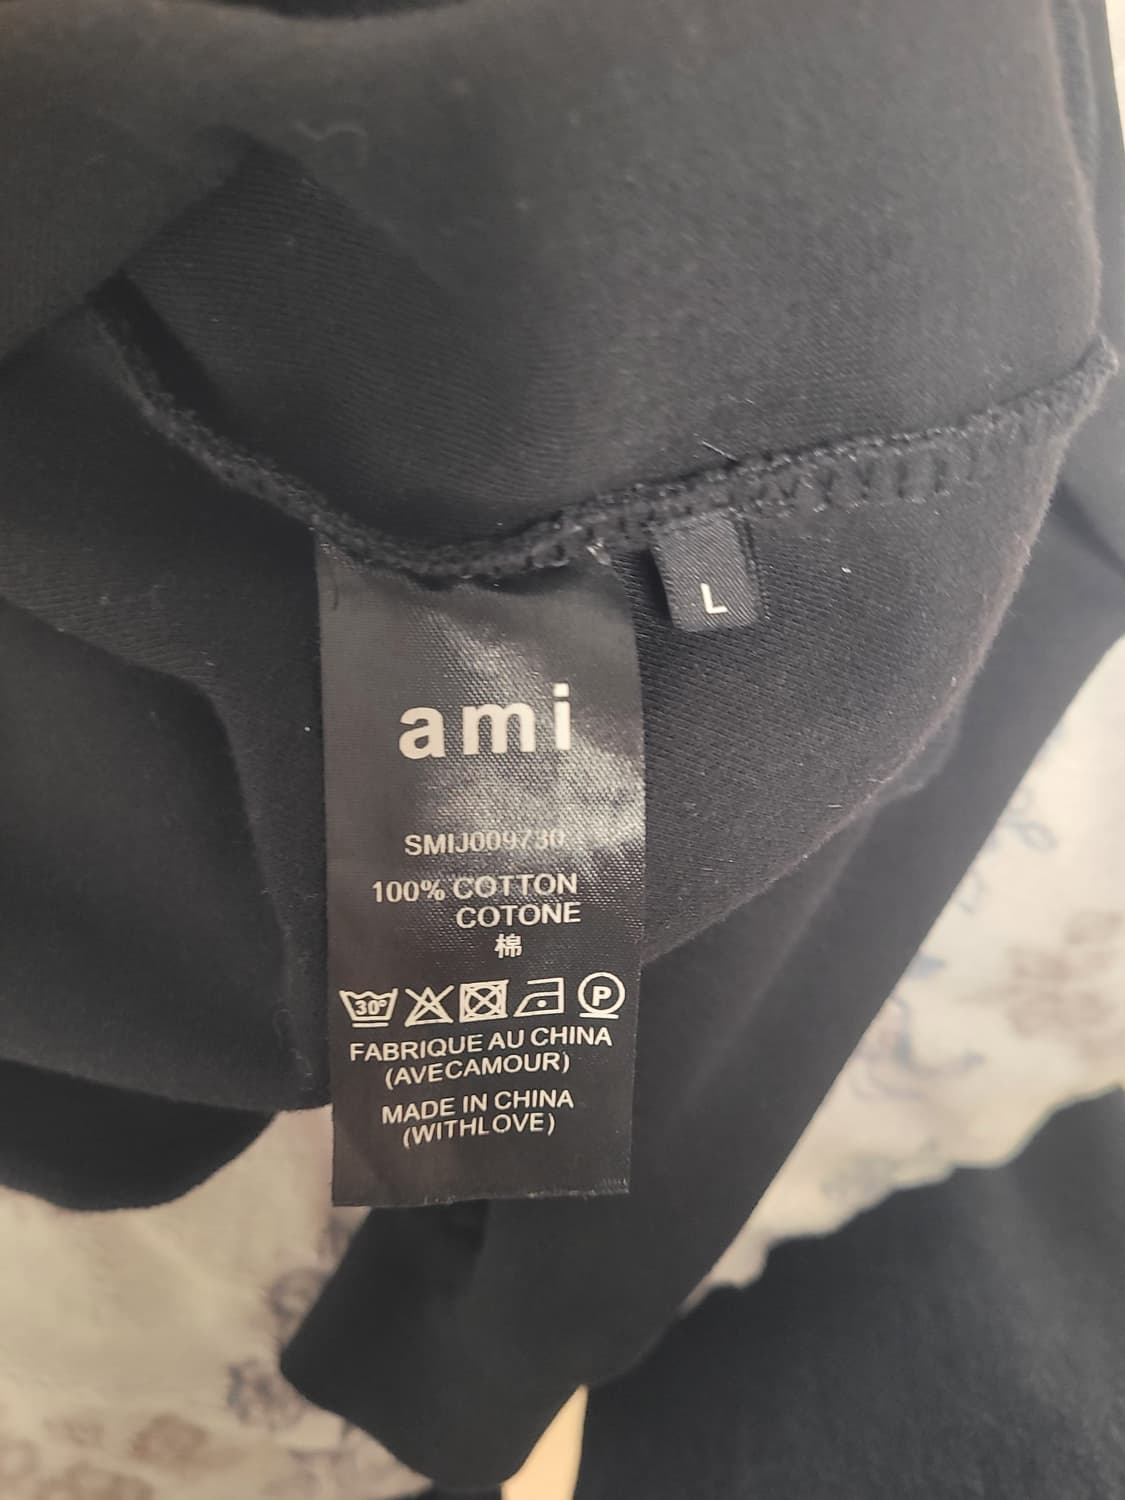 L
ami
SMIJ009730
100% COTTON
COTONE
棉
30°
P
FABRIQUE AU CHINA
(AVECAMOUR)
MADE IN CHINA
(WITHLOVE)